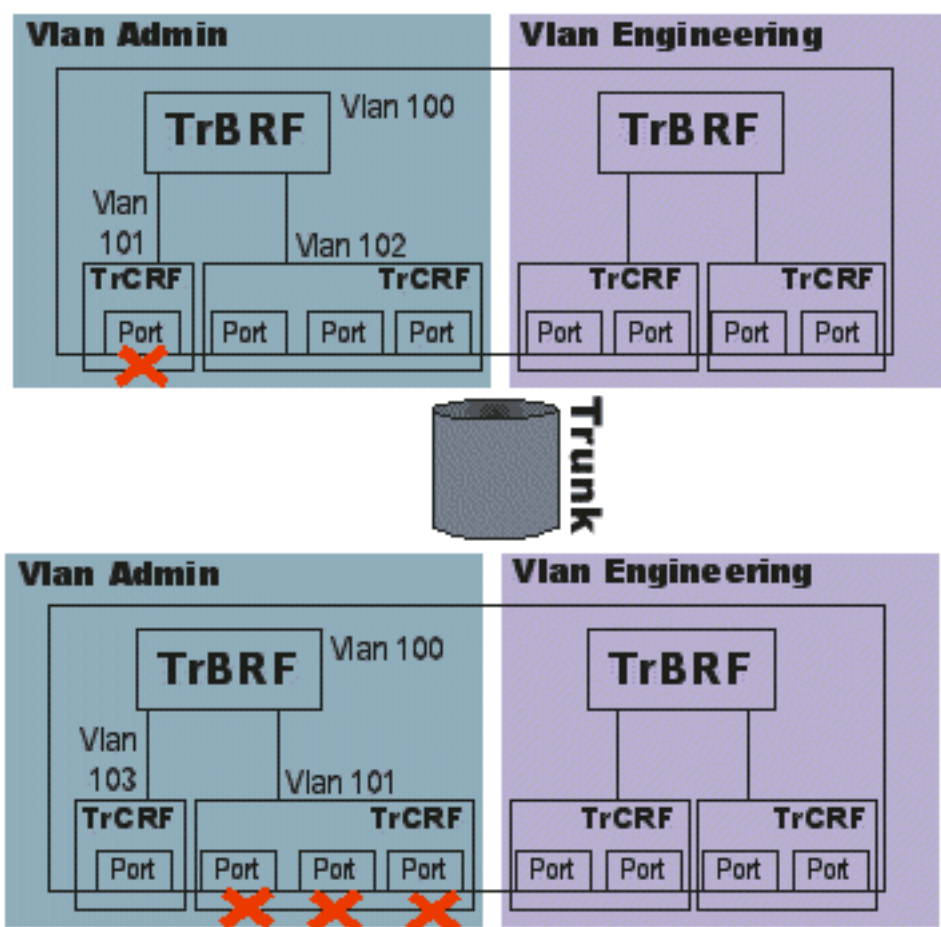 Vlan Admin
Vlan Engineering
TrBRF
Vlan 100
TrBRF
Vlan
101
Vlan 102
TrCRF
TrCRF
TrCRF
TrCRF
Port
Port
Port
Port
Port
Port
Port
Port
Trunk
Vlan Admin
Vlan Engineering
TrBRF
Vlan 100
TrBRF
Vlan
103
Vlan 101
TrCRF
TrCRF
TrCRF
TrCRF
Port
Port
Port
Port
Port
Port
Port
Port